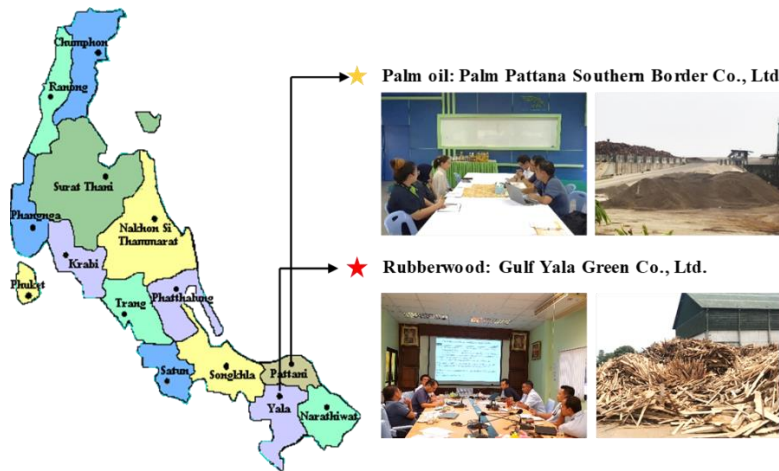 Chumphon
Ranong
Surat Thani
Phangnga
Nakhon Si
Thammarat
Krabi
Phuket
Trang
Phatthalung
Satun
Songkhla
Pattani
Yala
Narathiwat
Palm oil: Palm Pattana Southern Border Co., Ltd
Rubberwood: Gulf Yala Green Co., Ltd.